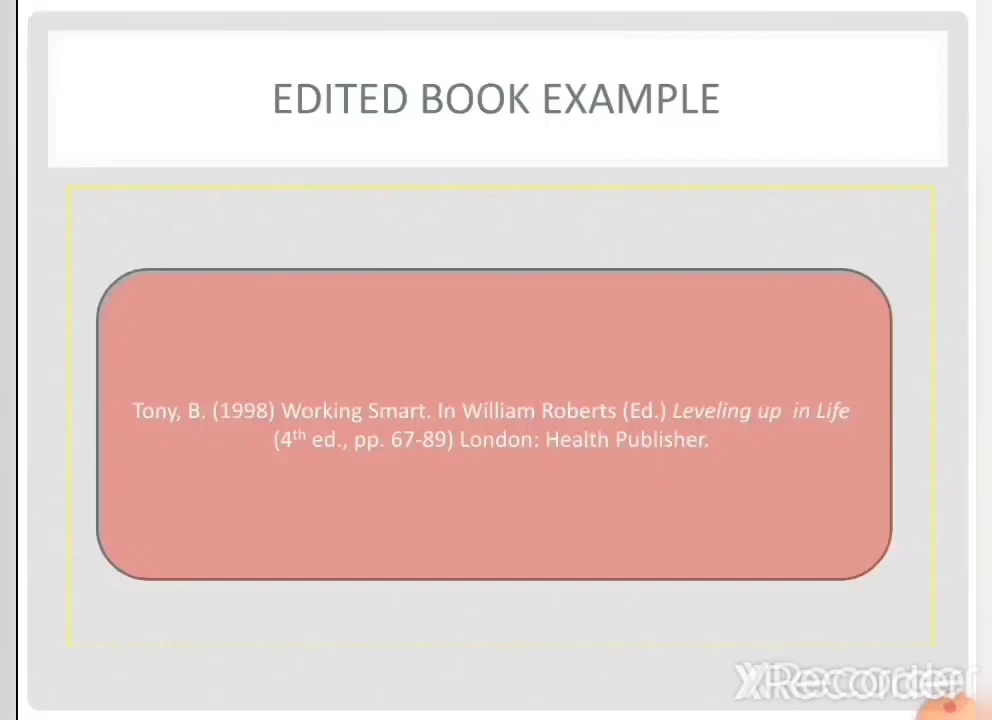 EDITED BOOK EXAMPLE
Tony, B. (1998) Working Smart. In William Roberts (Ed.) Leveling up in Life
(4th ed., pp. 67-89) London: Health Publisher.
XRecorder